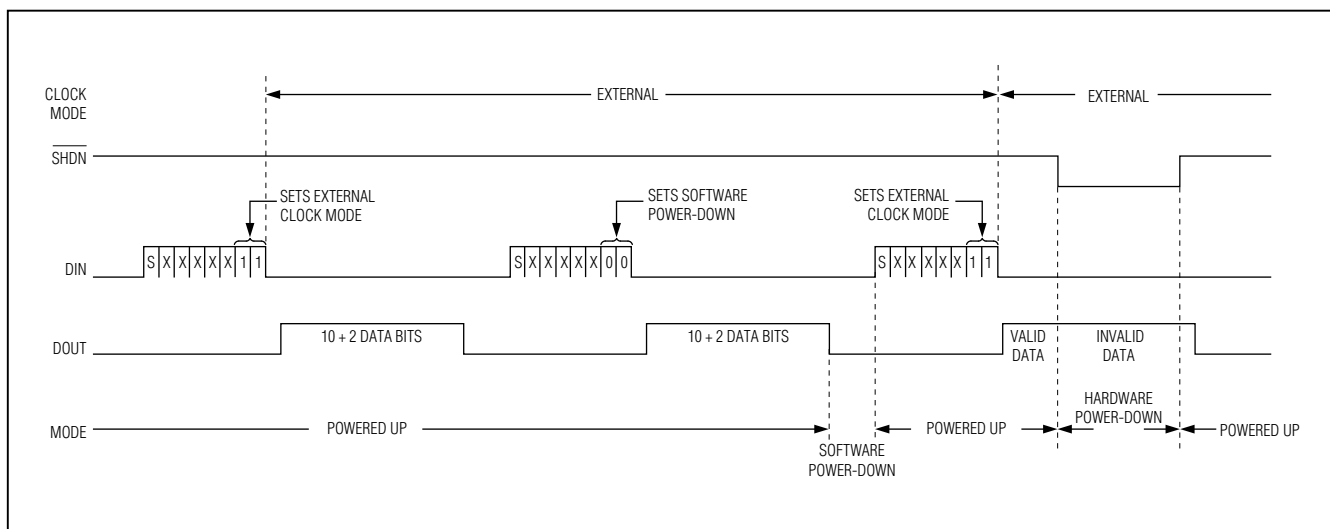 CLOCK
MODE
EXTERNAL
EXTERNAL
SHDN
SETS EXTERNAL
CLOCK MODE
SETS SOFTWARE
POWER-DOWN
SETS EXTERNAL
CLOCK MODE
DIN
S X X X X X 1 1
S X X X X X 0 0
S X X X X X 1 1
DOUT
10 + 2 DATA BITS
10 + 2 DATA BITS
VALID
DATA
INVALID
DATA
MODE
POWERED UP
SOFTWARE
POWER-DOWN
POWERED UP
HARDWARE
POWER-DOWN
POWERED UP